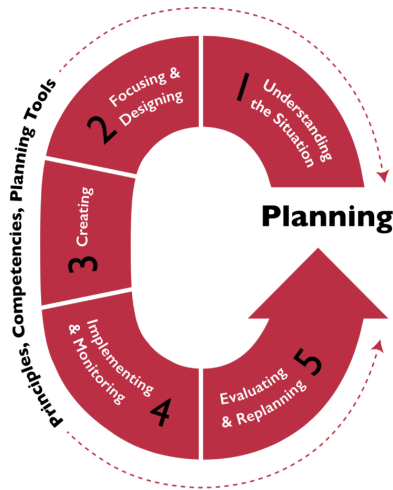 Principles, Competencies, Planning Tools
1
Understanding
the Situation
2
Focusing &
Designing
3
Creating
4
Implementing
& Monitoring
5
Evaluating
& Replanning
Planning